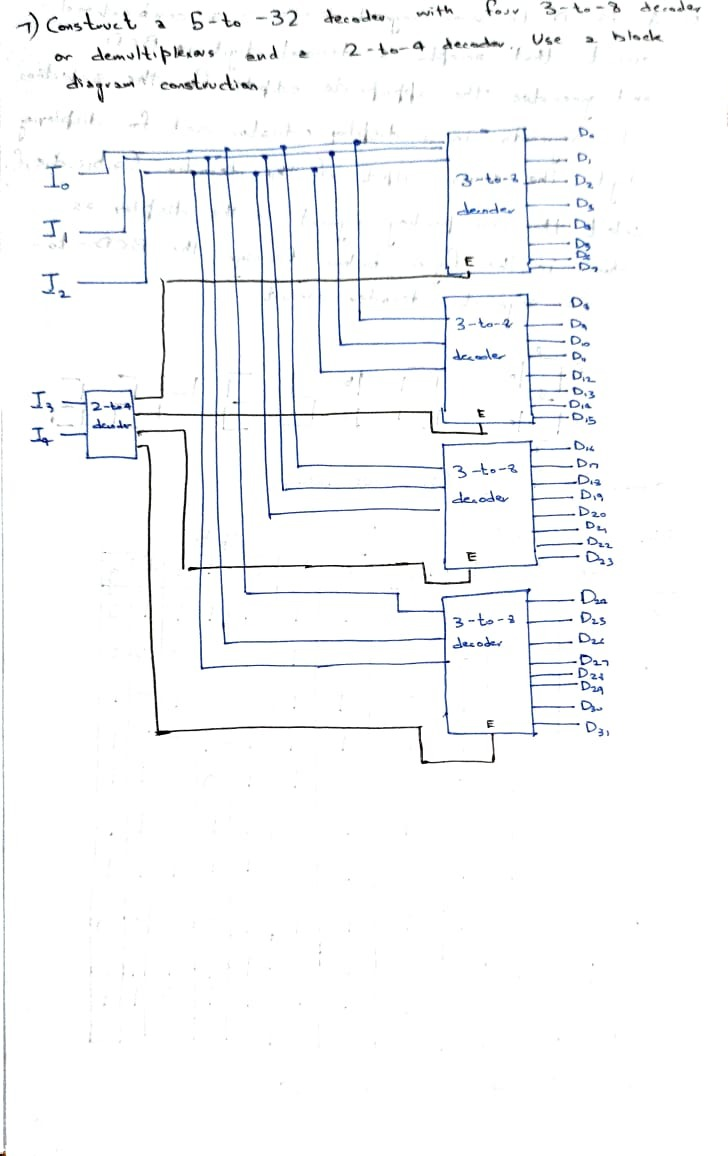 7) Construct a 5-to-32 decoder with four 3-to-8 decoder
or demultiplexers and a 2-to-4 decoder. Use a block
diagram construction.
I₀
I₁
I₂
I₃
I₄
2-to-4
decoder
3-to-8
decoder
E
D₀
D₁
D₂
D₃
D₄
D₅
D₆
D₇
3-to-8
decoder
E
D₈
D₉
D₁₀
D₁₁
D₁₂
D₁₃
D₁₄
D₁₅
3-to-8
decoder
E
D₁₆
D₁₇
D₁₈
D₁₉
D₂₀
D₂₁
D₂₂
D₂₃
3-to-8
decoder
E
D₂₄
D₂₅
D₂₆
D₂₇
D₂₈
D₂₉
D₃₀
D₃₁